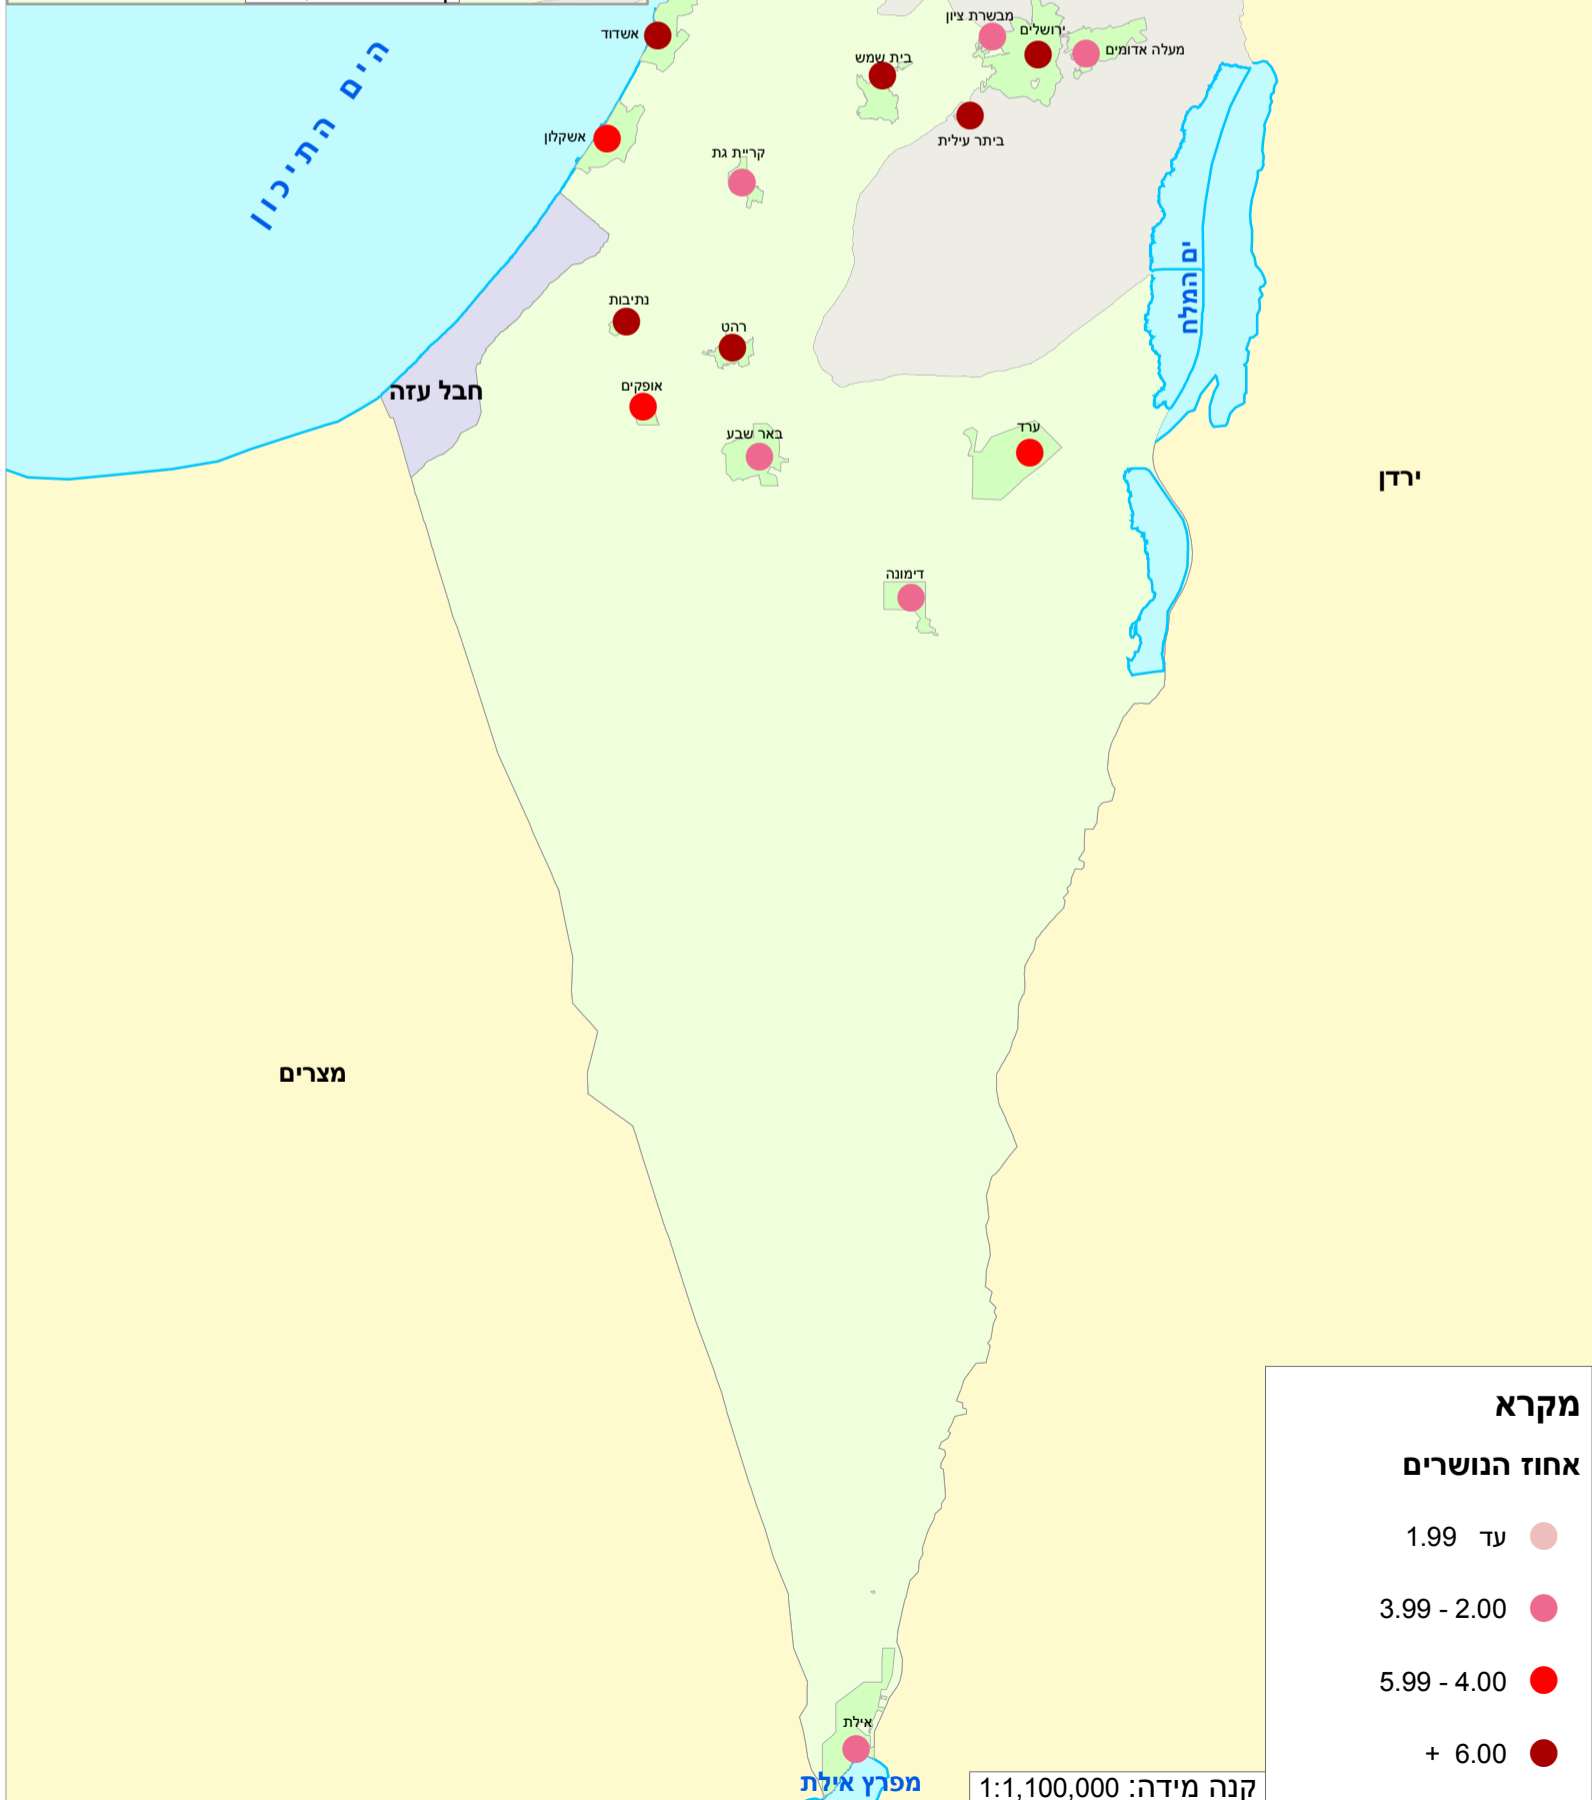 מבשרת ציון
ירושלים
אשדוד
מעלה אדומים
בית שמש
הים התיכון
אשקלון
ביתר עילית
קריית גת
ים המלח
נתיבות
רהט
אופקים
חבל עזה
באר שבע
ערד
ירדן
דימונה
מצרים
מקרא
אחוז הנושרים
עד 1.99
3.99 - 2.00
5.99 - 4.00
6.00 +
אילת
מפרץ אילת
קנה מידה: 1:1,100,000